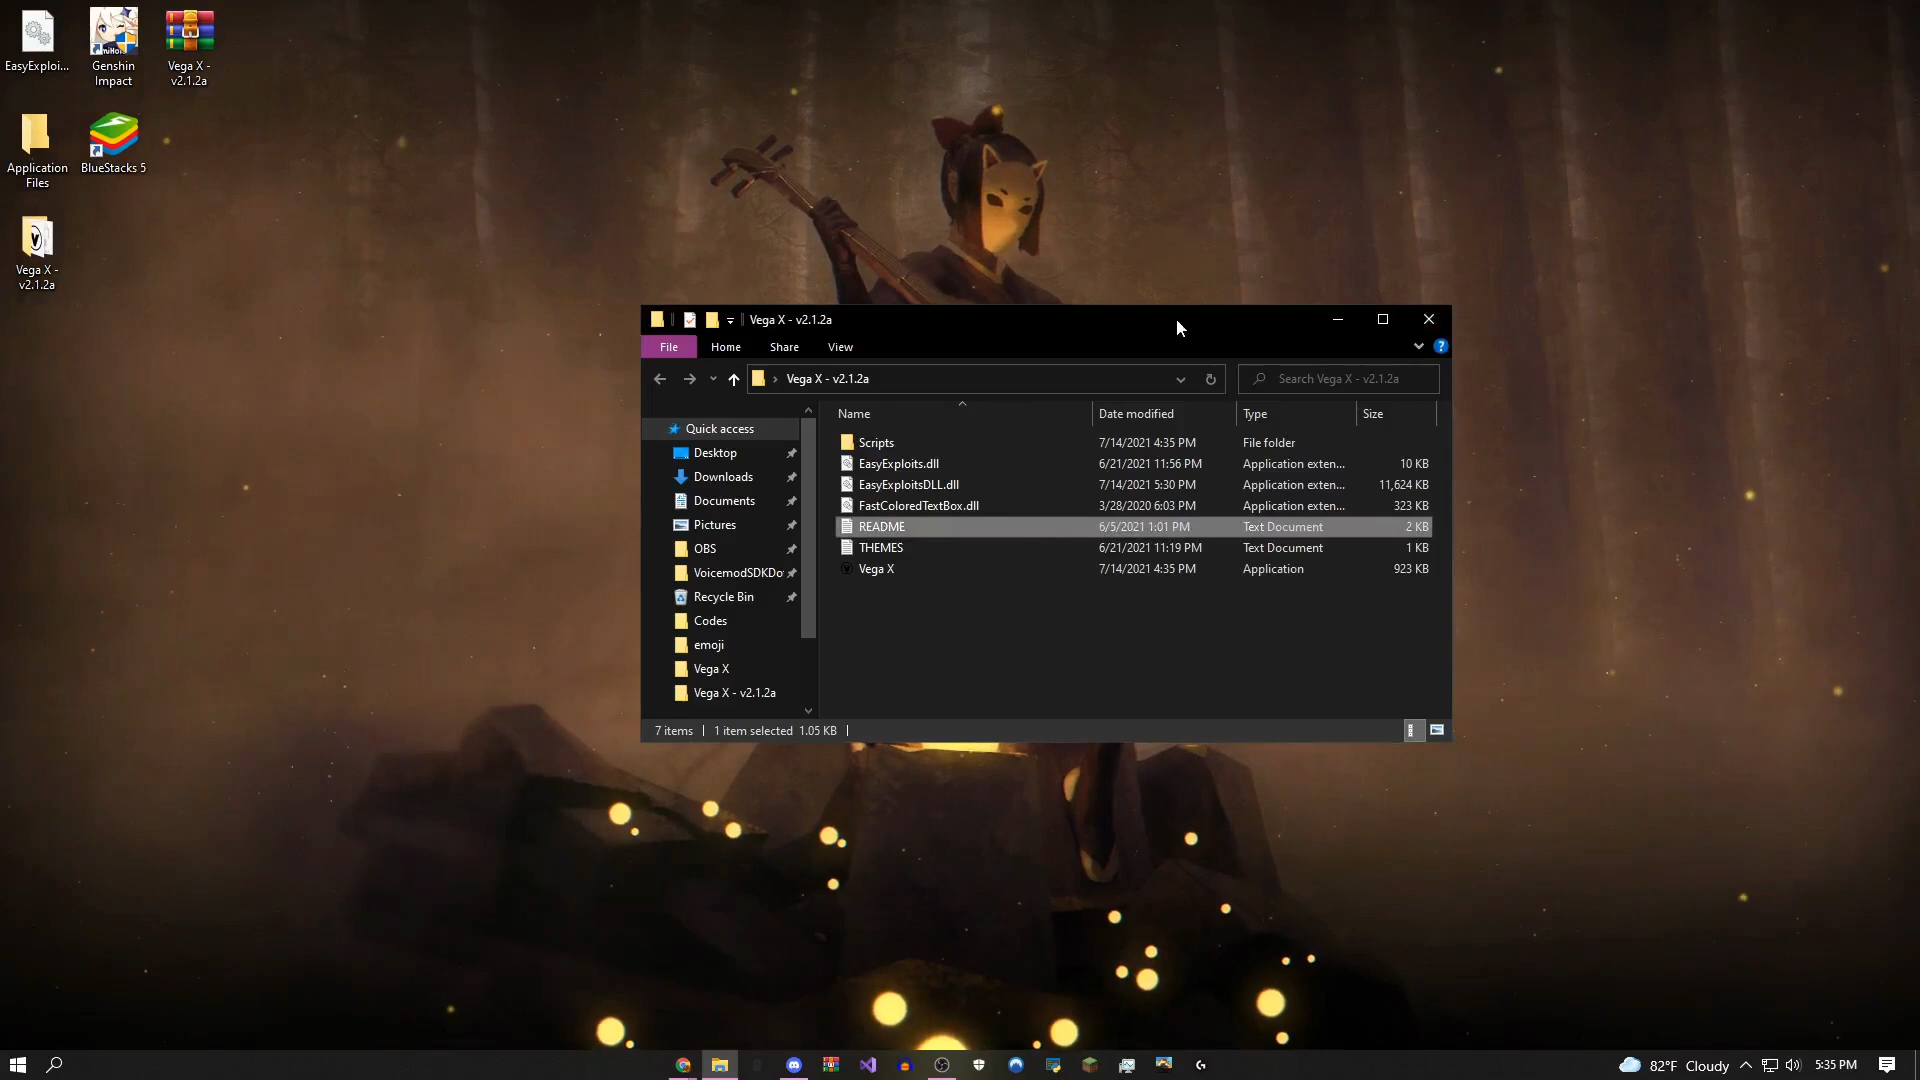 EasyExploi...
Genshin
Impact
Vega X -
v2.1.2a
Application
Files
BlueStacks 5
Vega X -
v2.1.2a
Vega X - v2.1.2a
File Home Share View
Vega X - v2.1.2a
Search Vega X - v2.1.2a
Name Date modified Type Size
Quick access
Desktop
Downloads
Documents
Pictures
OBS
VoicemodSDKDo
Recycle Bin
Codes
emoji
Vega X
Vega X - v2.1.2a
Scripts 7/14/2021 4:35 PM File folder
EasyExploits.dll 6/21/2021 11:56 PM Application exten... 10 KB
EasyExploitsDLL.dll 7/14/2021 5:30 PM Application exten... 11,624 KB
FastColoredTextBox.dll 3/28/2020 6:03 PM Application exten... 323 KB
README 6/5/2021 1:01 PM Text Document 2 KB
THEMES 6/21/2021 11:19 PM Text Document 1 KB
Vega X 7/14/2021 4:35 PM Application 923 KB
7 items 1 item selected 1.05 KB
82°F Cloudy 5:35 PM